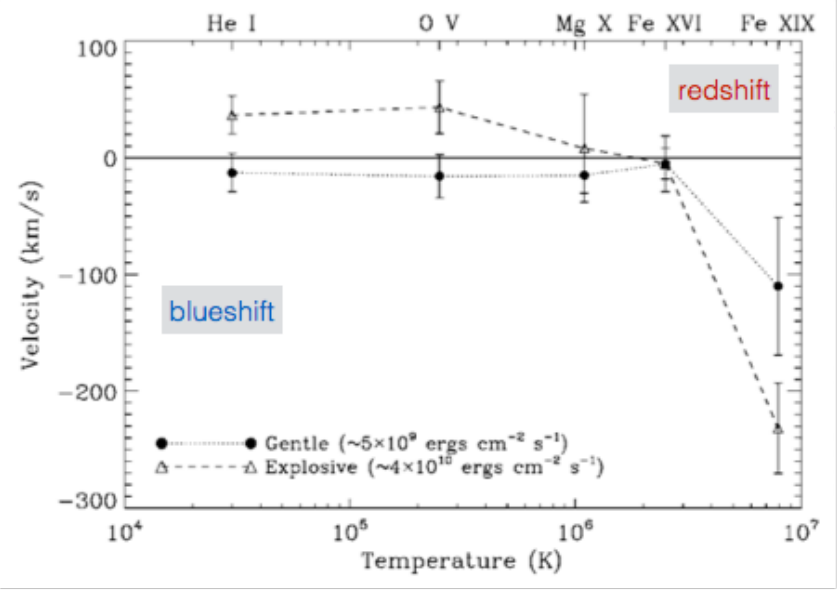 He I O V Mg X Fe XVI Fe XIX
100
redshift
0
Velocity (km/s)
−100
blueshift
−200
Gentle (~5×10⁹ ergs cm⁻² s⁻¹)
Explosive (~4×10¹⁰ ergs cm⁻² s⁻¹)
−300
10⁴ 10⁵ 10⁶ 10⁷
Temperature (K)